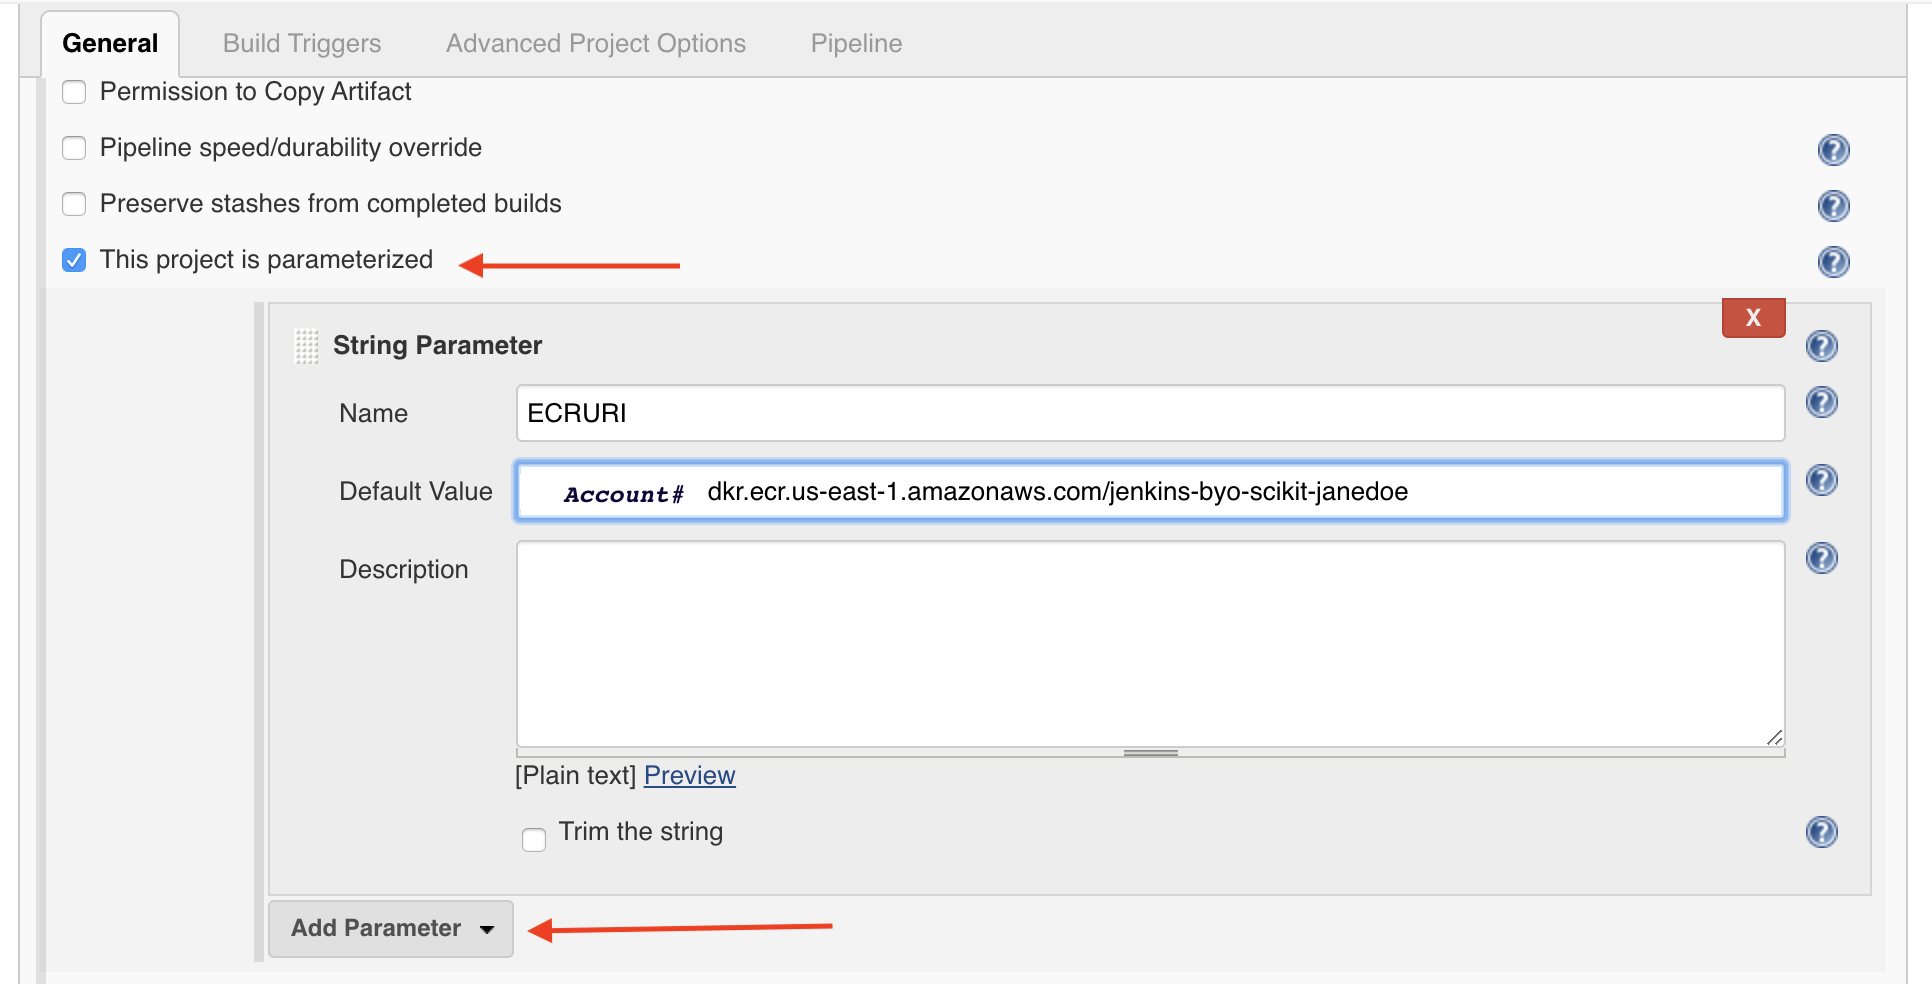 General Build Triggers Advanced Project Options Pipeline
Permission to Copy Artifact
Pipeline speed/durability override ?
Preserve stashes from completed builds ?
This project is parameterized ?
X
String Parameter ?
Name ECRURI ?
Default Value Account# dkr.ecr.us-east-1.amazonaws.com/jenkins-byo-scikit-janedoe ?
Description ?
[Plain text] Preview
Trim the string ?
Add Parameter